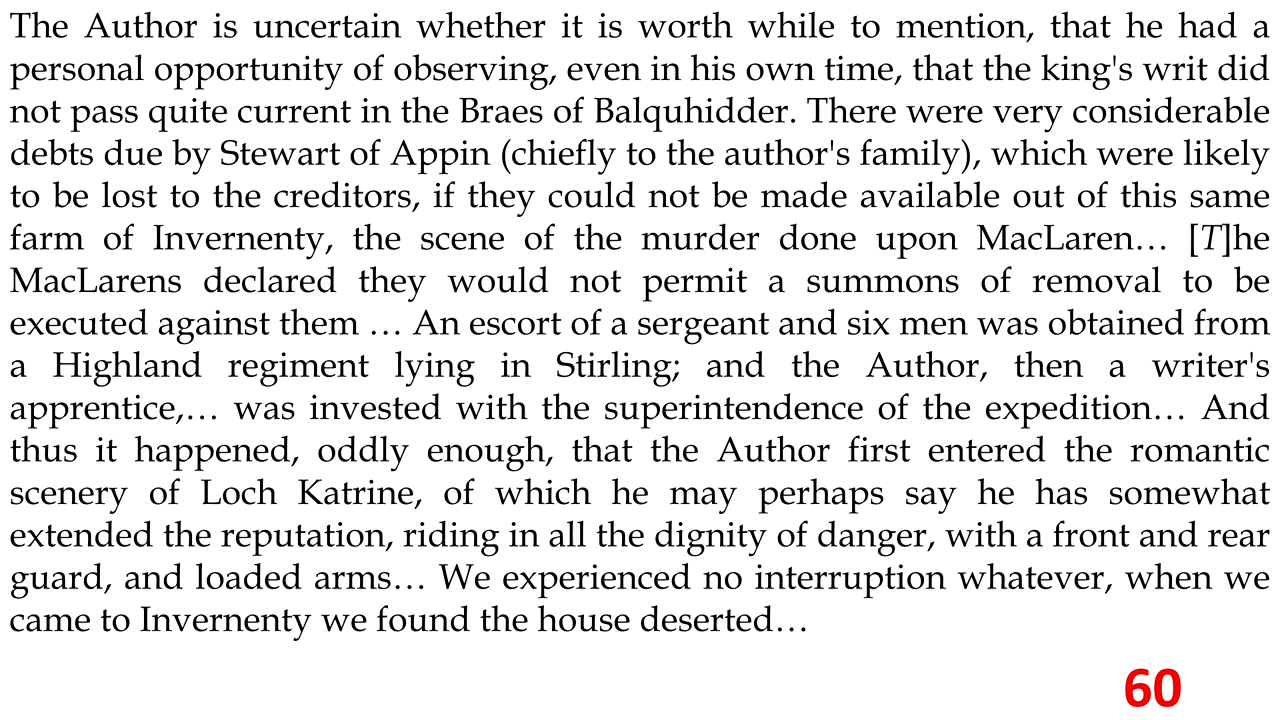 The Author is uncertain whether it is worth while to mention, that he had a
personal opportunity of observing, even in his own time, that the king's writ did
not pass quite current in the Braes of Balquhidder. There were very considerable
debts due by Stewart of Appin (chiefly to the author's family), which were likely
to be lost to the creditors, if they could not be made available out of this same
farm of Invernenty, the scene of the murder done upon MacLaren… [T]he
MacLarens declared they would not permit a summons of removal to be
executed against them … An escort of a sergeant and six men was obtained from
a Highland regiment lying in Stirling; and the Author, then a writer's
apprentice,… was invested with the superintendence of the expedition… And
thus it happened, oddly enough, that the Author first entered the romantic
scenery of Loch Katrine, of which he may perhaps say he has somewhat
extended the reputation, riding in all the dignity of danger, with a front and rear
guard, and loaded arms… We experienced no interruption whatever, when we
came to Invernenty we found the house deserted…
60